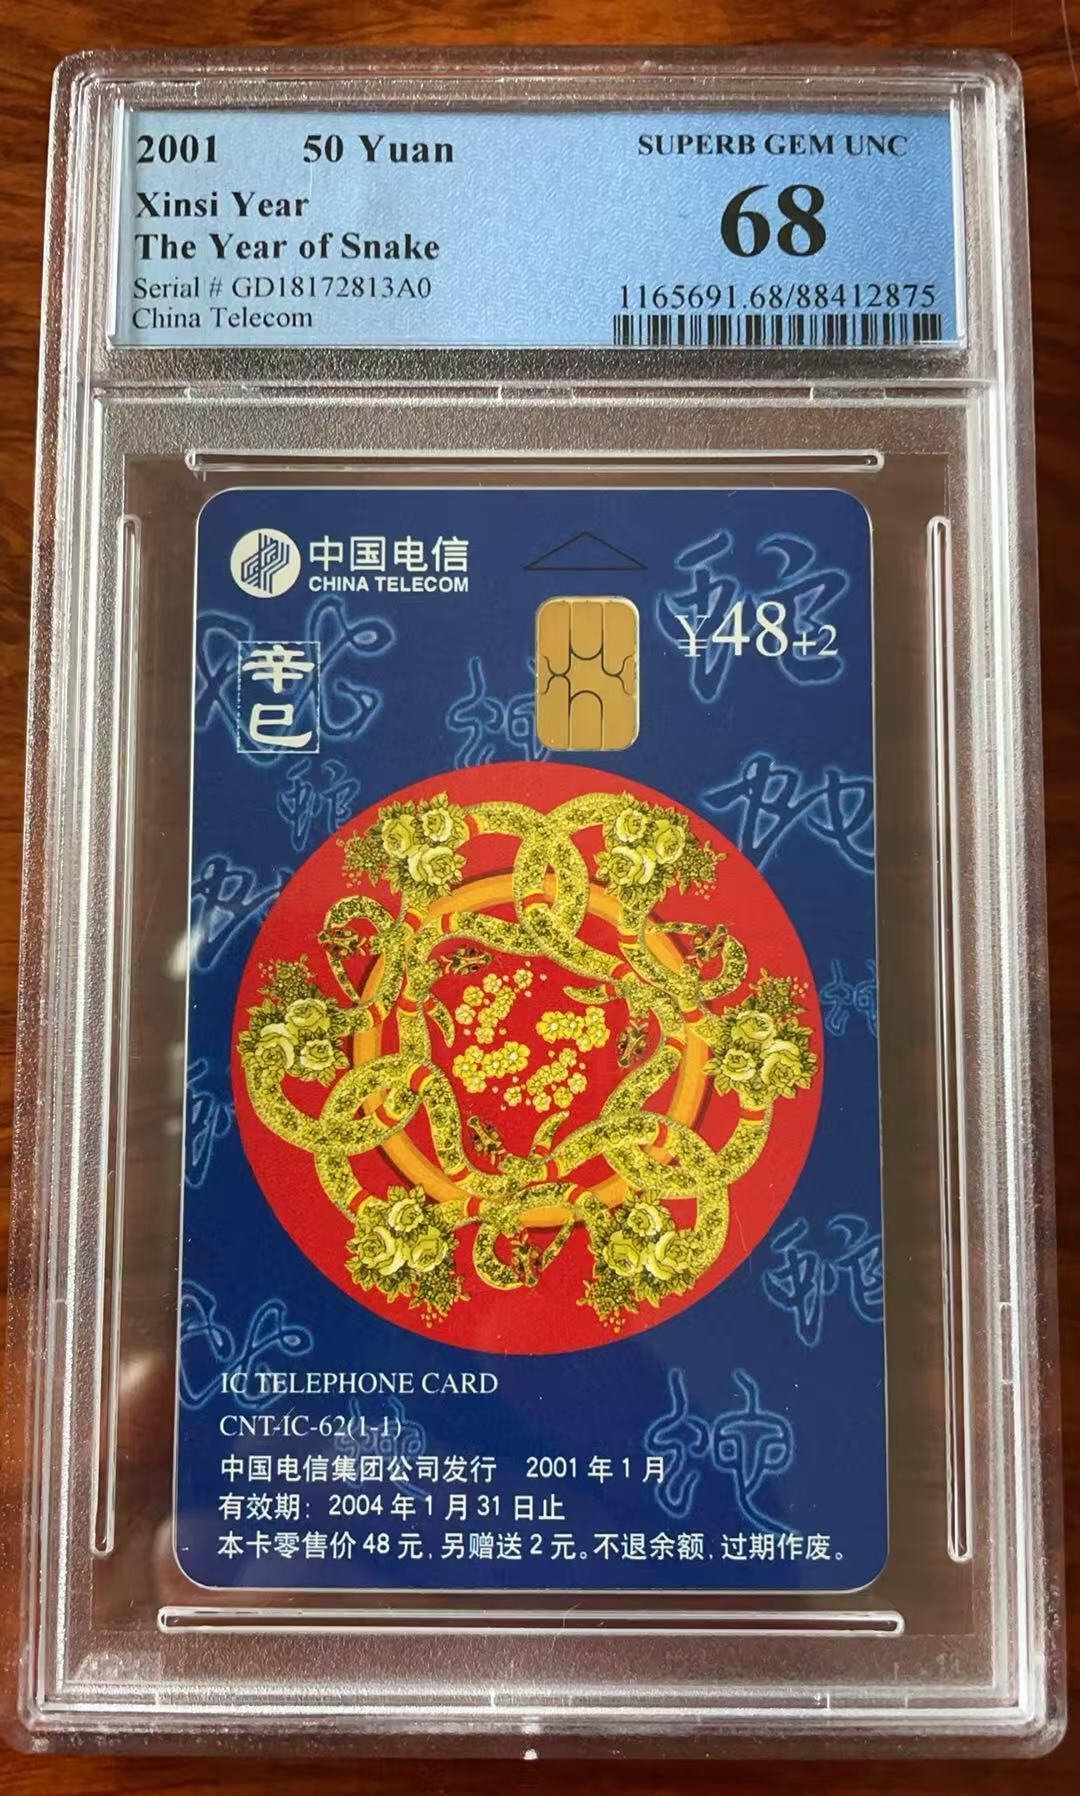 2001 50 Yuan
SUPERB GEM UNC
Xinsi Year
68
The Year of Snake
Serial # GD18172813A0
China Telecom
1165691.68/88412875
中国电信
CHINA TELECOM
¥48+2
辛
巳
蛇
蛇
蛇
蛇
IC TELEPHONE CARD
CNT-IC-62(1-1)
中国电信集团公司发行 2001年1月
有效期：2004年1月31日止
本卡零售价48元，另赠送2元。不退余额，过期作废。